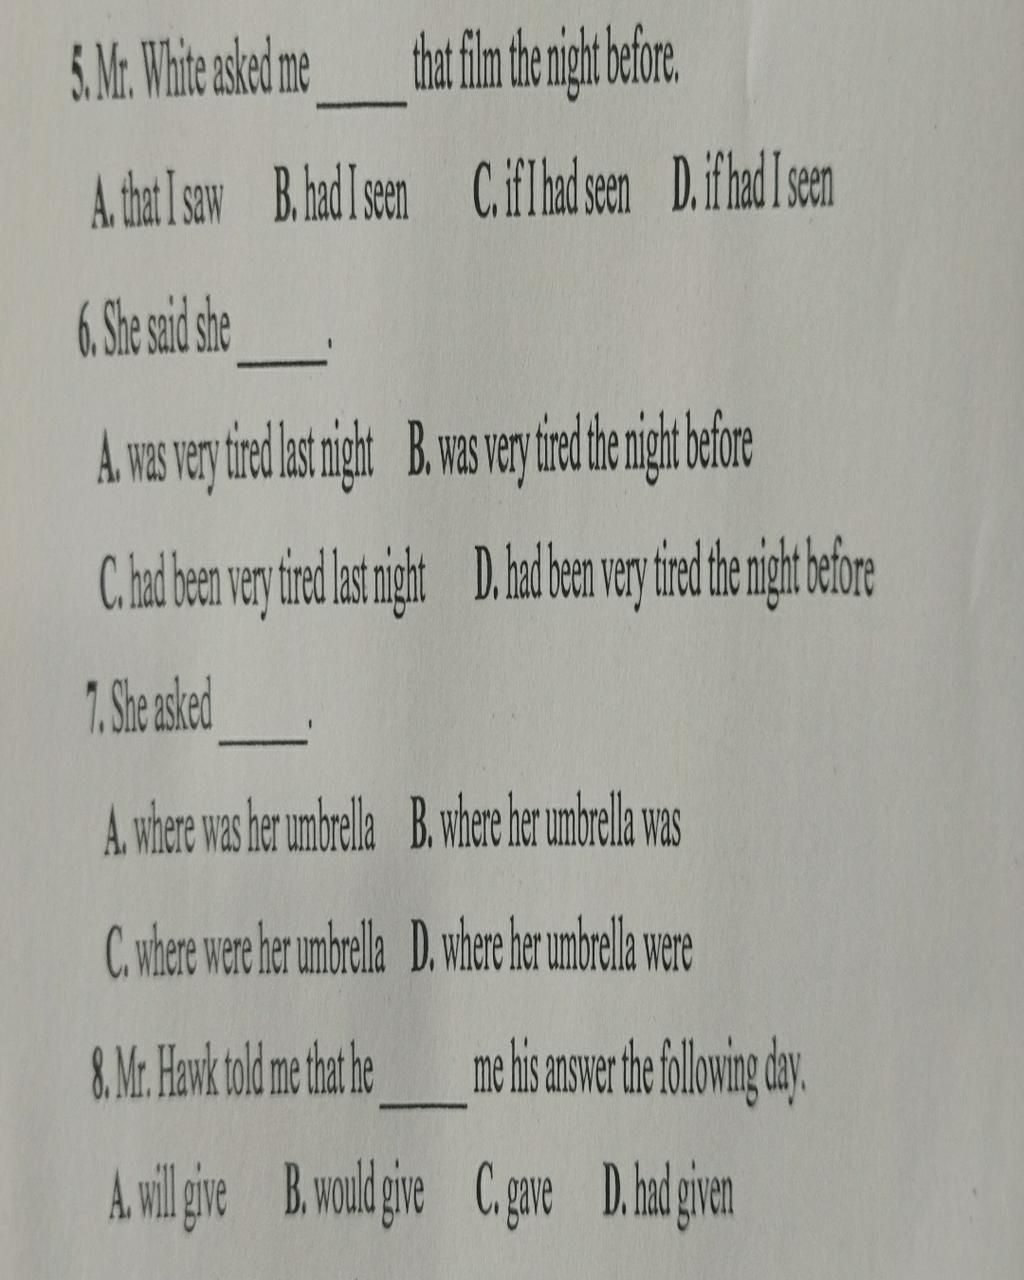 5. Mr. White asked me _____ that film the night before.
A. that I saw B. had I seen C. if I had seen D. if had I seen
6. She said she _____.
A. was very tired last night B. was very tired the night before
C. had been very tired last night D. had been very tired the night before
7. She asked _____.
A. where was her umbrella B. where her umbrella was
C. where were her umbrella D. where her umbrella were
8. Mr. Hawk told me that he _____ me his answer the following day.
A. will give B. would give C. gave D. had given